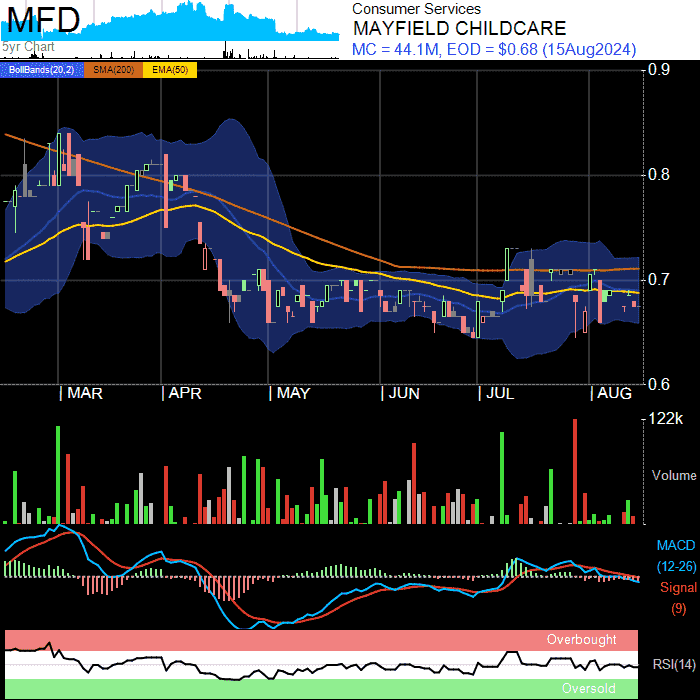 MFD
5yr Chart
Consumer Services
MAYFIELD CHILDCARE
MC = 44.1M, EOD = $0.68 (15Aug2024)
BollBands(20,2) SMA(200) EMA(50)
0.9
0.8
0.7
0.6
MAR APR MAY JUN JUL AUG
122k
Volume
MACD
(12-26)
Signal
(9)
Overbought
RSI(14)
Oversold